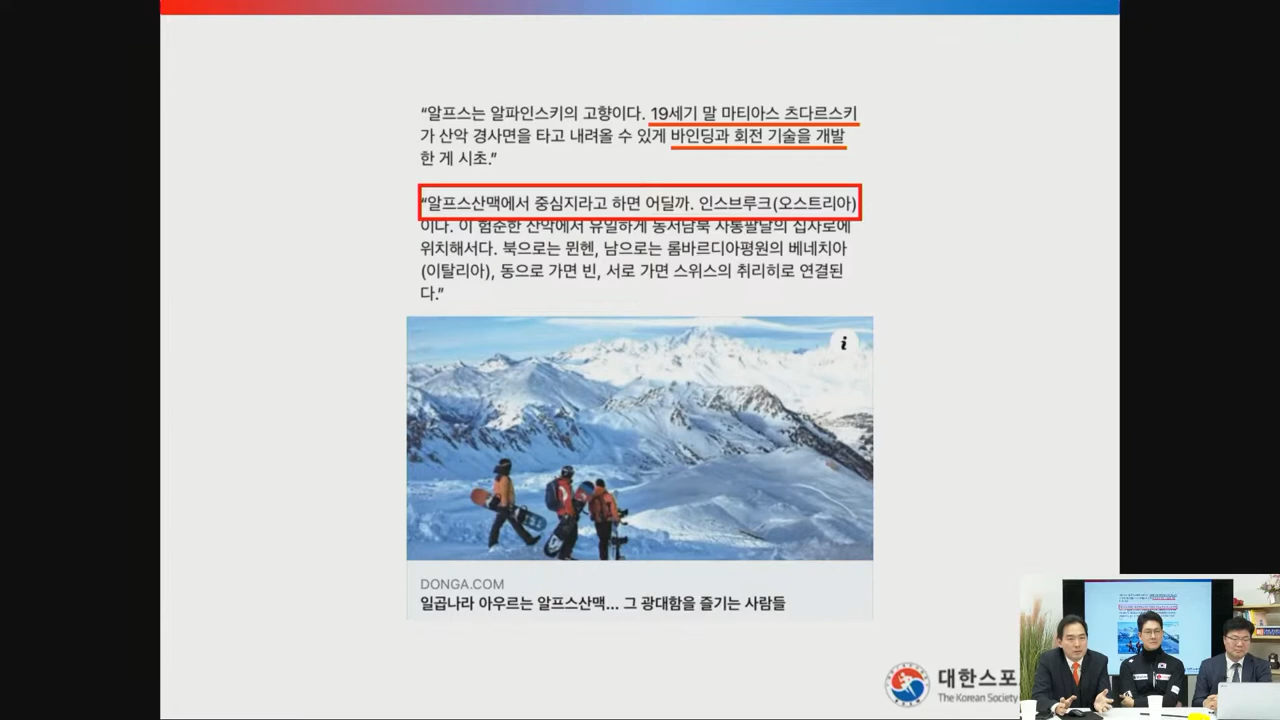 “알프스는 알파인스키의 고향이다. 19세기 말 마티아스 츠다르스키
가 산악 경사면을 타고 내려올 수 있게 바인딩과 회전 기술을 개발
한 게 시초.”
“알프스산맥에서 중심지라고 하면 어딜까. 인스브루크(오스트리아)
이다. 이 험준한 산악에서 유일하게 동서남북 사통팔달의 십자로에
위치해서다. 북으로는 뮌헨, 남으로는 롬바르디아평원의 베네치아
(이탈리아), 동으로 가면 빈, 서로 가면 스위스의 취리히로 연결된
다.”
i
DONGA.COM
일곱나라 아우르는 알프스산맥... 그 광대함을 즐기는 사람들
대한스포
The Korean Society